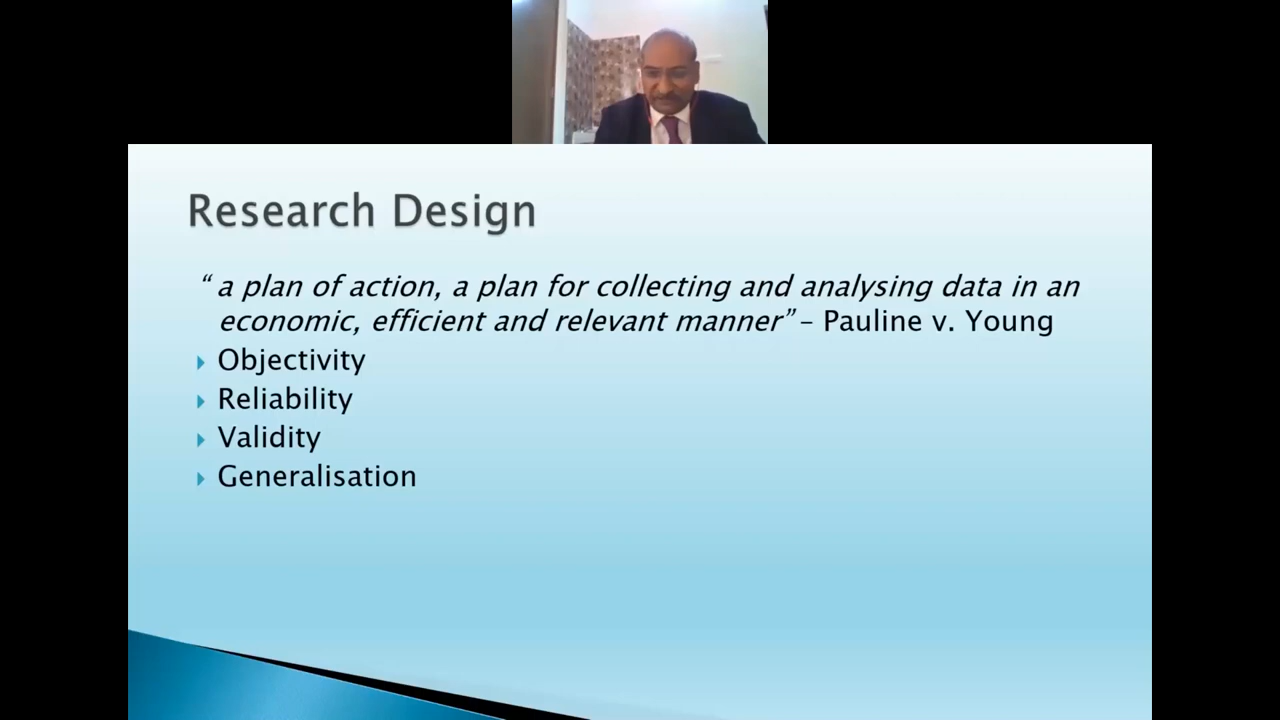 Research Design
“ a plan of action, a plan for collecting and analysing data in an
economic, efficient and relevant manner” – Pauline v. Young
Objectivity
Reliability
Validity
Generalisation